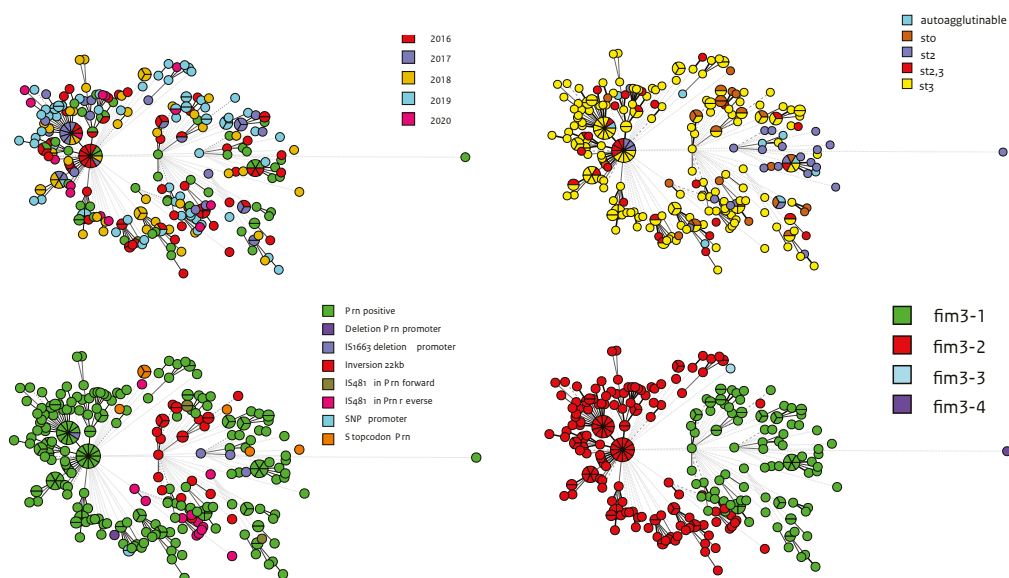 2016
2017
2018
2019
2020
autoagglutinable
st0
st2
st2,3
st3
Prn positive
Deletion Prn promoter
IS1663 deletion promoter
Inversion 22kb
IS481 in Prn forward
IS481 in Prn r everse
SNP promoter
S topcodon Prn
fim3-1
fim3-2
fim3-3
fim3-4